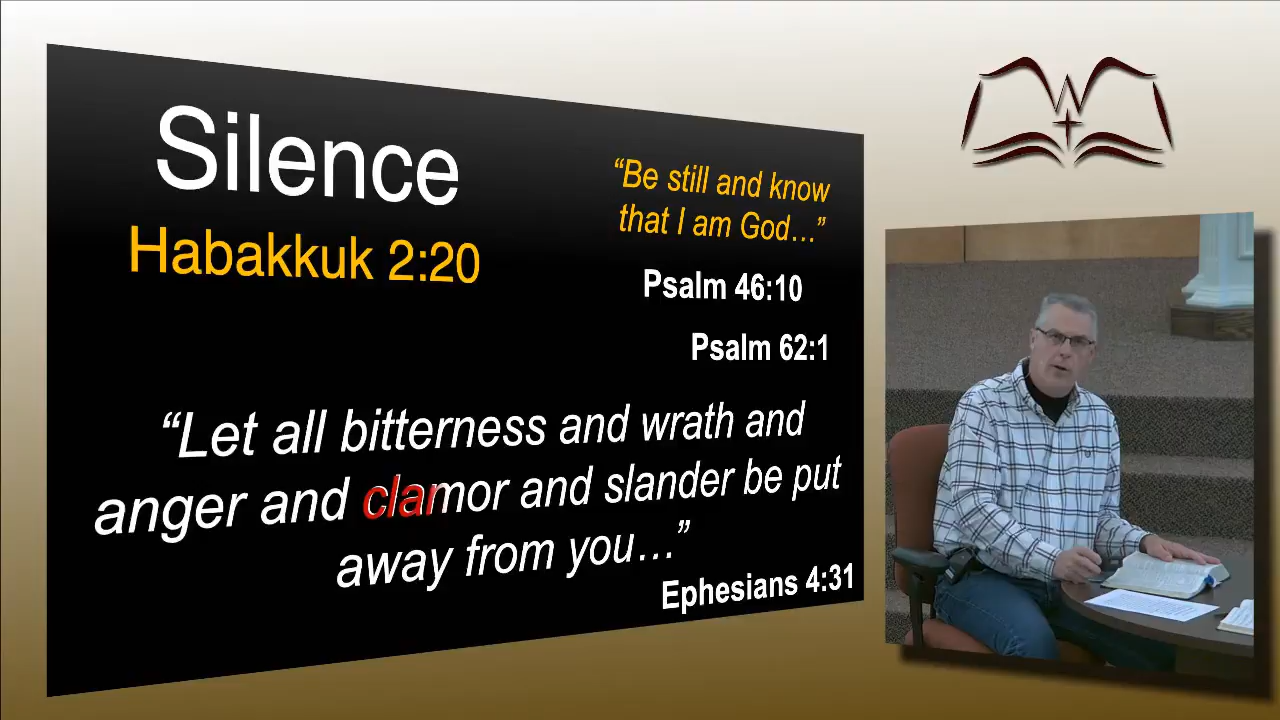 Silence
Habakkuk 2:20
“Be still and know
that I am God…”
Psalm 46:10
Psalm 62:1
“Let all bitterness and wrath and
anger and clamor and slander be put
away from you…”
Ephesians 4:31